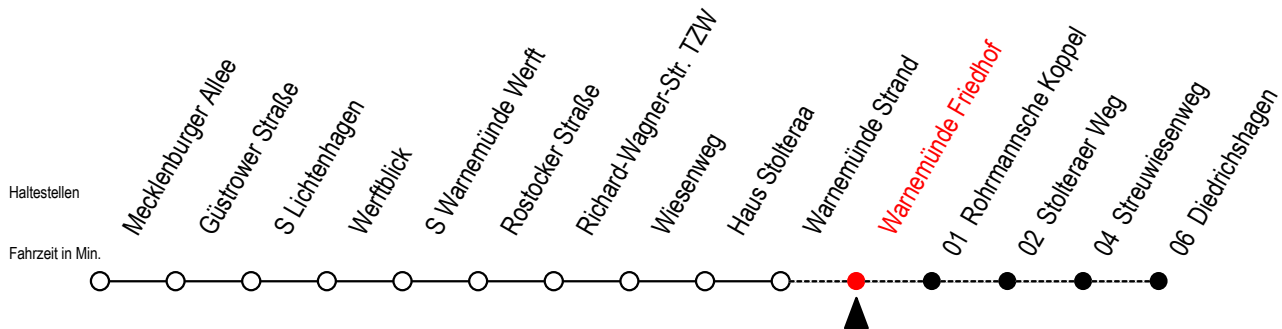 Haltestellen
Fahrzeit in Min.
Mecklenburger Allee
Güstrower Straße
S Lichtenhagen
Werftblick
S Warnemünde Werft
Rostocker Straße
Richard-Wagner-Str. TZW
Wiesenweg
Haus Stolteraa
Warnemünde Strand
Warnemünde Friedhof
01 Rohrmannsche Koppel
02 Stolteraer Weg
04 Streuwiesenweg
06 Diedrichshagen